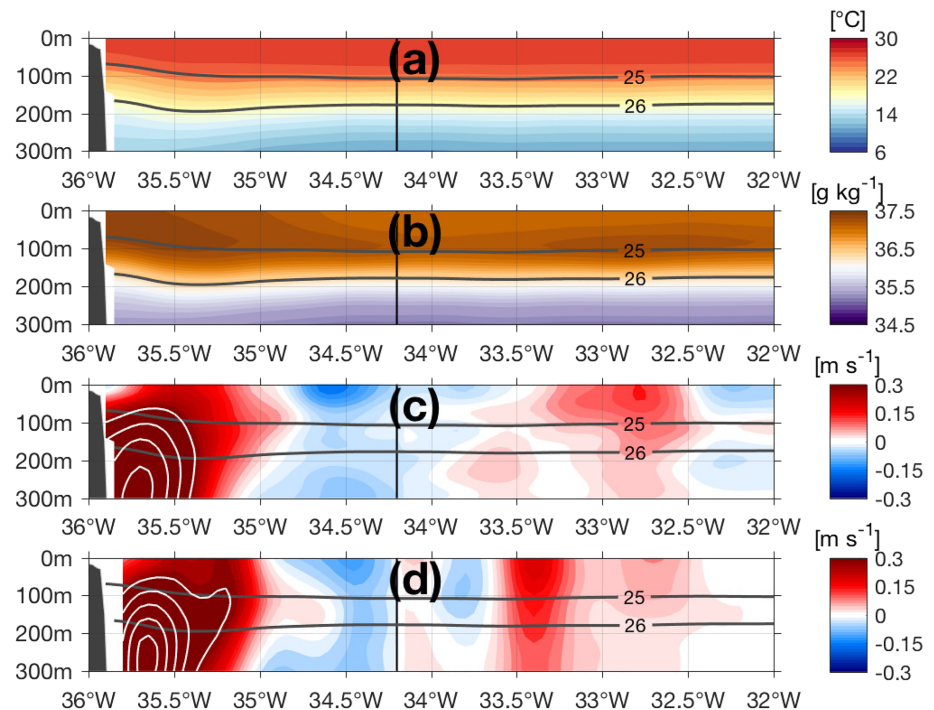 [°C]
0m (a) 30
100m 25 22
200m 26 14
300m 6
36°W 35.5°W 35°W 34.5°W 34°W 33.5°W 33°W 32.5°W 32°W
[g kg⁻¹]
0m (b) 37.5
100m 25 36.5
200m 26 35.5
300m 34.5
36°W 35.5°W 35°W 34.5°W 34°W 33.5°W 33°W 32.5°W 32°W
[m s⁻¹]
0m (c) 0.3
100m 25 0.15
0
200m 26 -0.15
300m -0.3
36°W 35.5°W 35°W 34.5°W 34°W 33.5°W 33°W 32.5°W 32°W
[m s⁻¹]
0m (d) 0.3
100m 25 0.15
0
200m 26 -0.15
300m -0.3
36°W 35.5°W 35°W 34.5°W 34°W 33.5°W 33°W 32.5°W 32°W